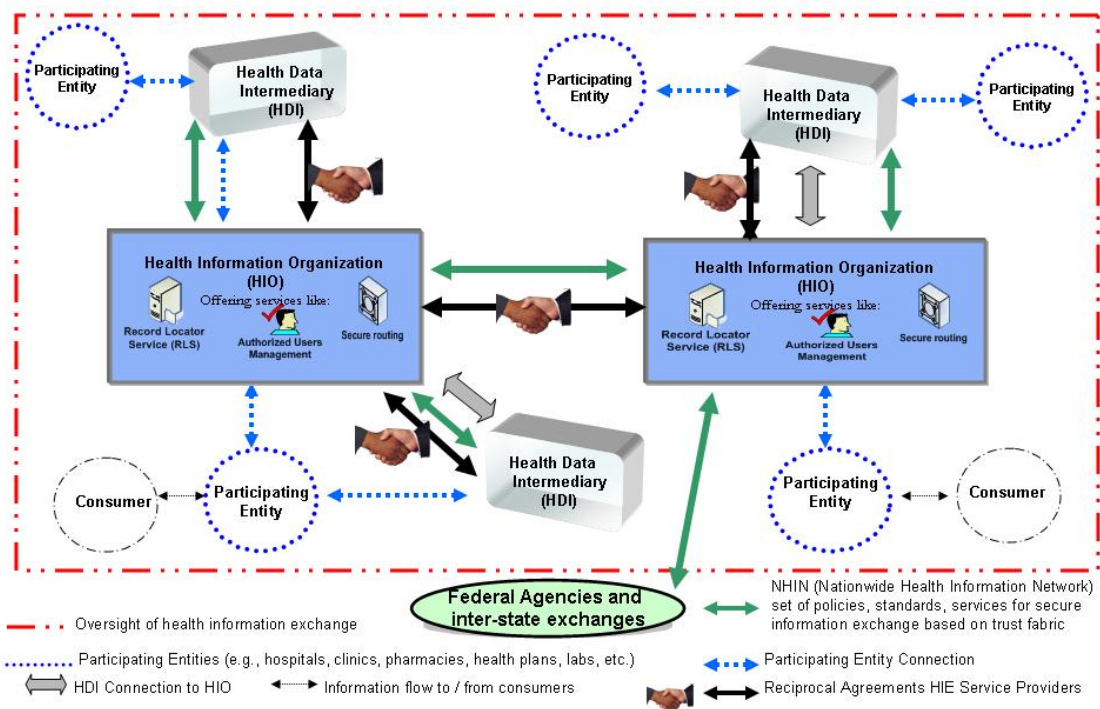 Participating
Entity
Health Data
Intermediary
(HDI)
Participating
Entity
Health Data
Intermediary
(HDI)
Participating
Entity
Health Information Organization
(HIO)
Offering services like:
Record Locator
Service (RLS)
Authorized Users
Management
Secure routing
Health Information Organization
(HIO)
Offering services like:
Record Locator
Service (RLS)
Authorized Users
Management
Secure routing
Consumer
Participating
Entity
Health Data
Intermediary
(HDI)
Participating
Entity
Consumer
Federal Agencies and
inter-state exchanges
NHIN (Nationwide Health Information Network)
set of policies, standards, services for secure
information exchange based on trust fabric
Oversight of health information exchange
Participating Entities (e.g., hospitals, clinics, pharmacies, health plans, labs, etc.)
Participating Entity Connection
HDI Connection to HIO
Information flow to / from consumers
Reciprocal Agreements HIE Service Providers